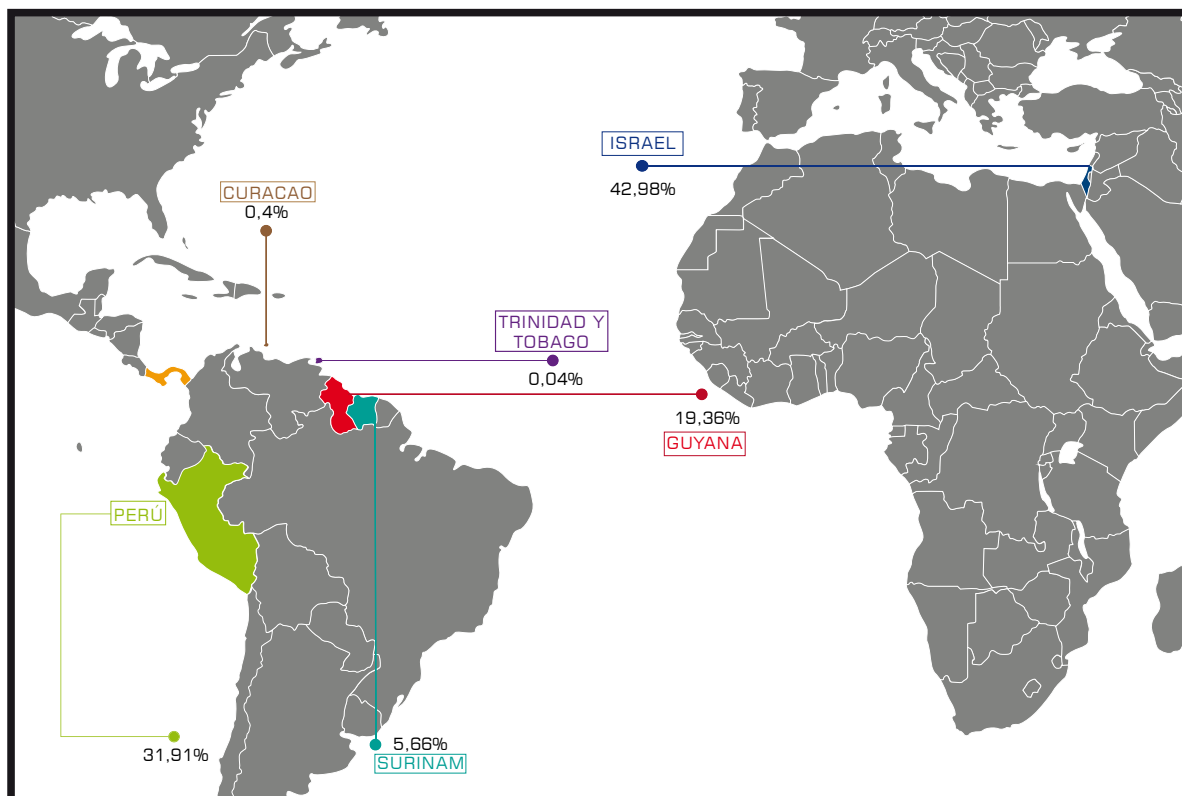 ISRAEL
42,98%
CURACAO
0,4%
TRINIDAD Y
TOBAGO
0,04%
19,36%
GUYANA
PERÚ
31,91%
5,66%
SURINAM